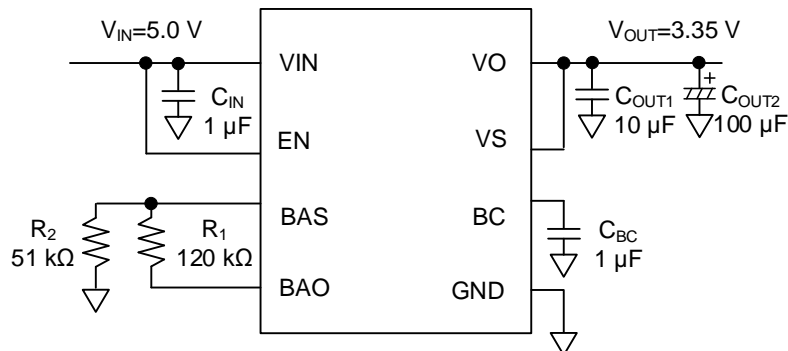 VIN=5.0 V
VOUT=3.35 V
VIN
VO
CIN
1 µF
COUT1
10 µF
+
COUT2
100 µF
EN
VS
BAS
BC
R2
51 kΩ
R1
120 kΩ
CBC
1 µF
BAO
GND